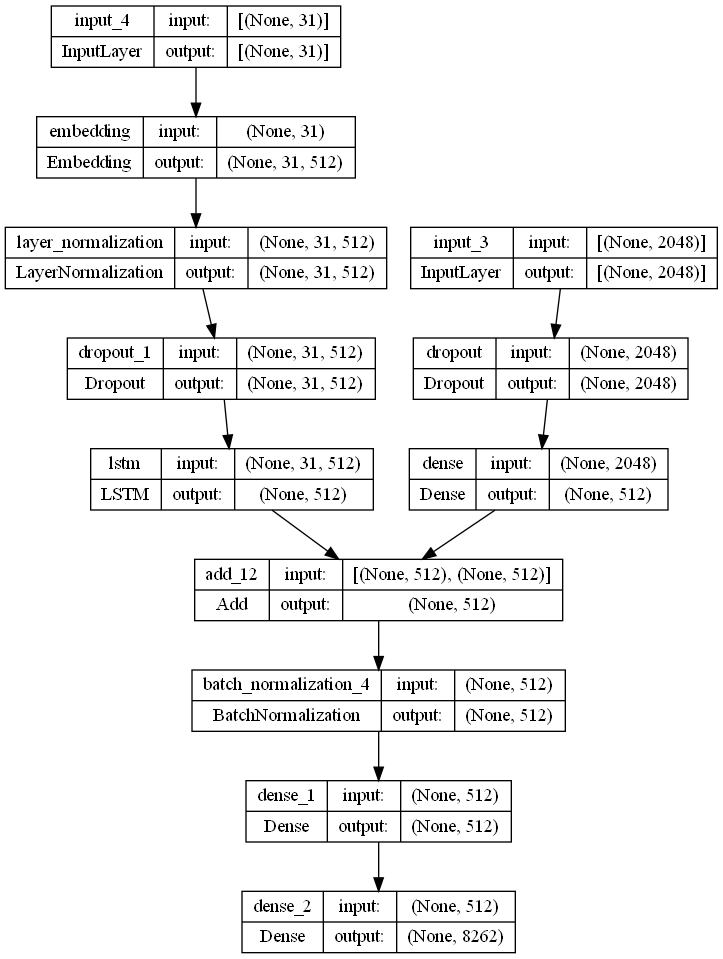 input_4 input: [(None, 31)]
InputLayer output: [(None, 31)]
embedding input: (None, 31)
Embedding output: (None, 31, 512)
layer_normalization input: (None, 31, 512)
LayerNormalization output: (None, 31, 512)
input_3 input: [(None, 2048)]
InputLayer output: [(None, 2048)]
dropout_1 input: (None, 31, 512)
Dropout output: (None, 31, 512)
dropout input: (None, 2048)
Dropout output: (None, 2048)
lstm input: (None, 31, 512)
LSTM output: (None, 512)
dense input: (None, 2048)
Dense output: (None, 512)
add_12 input: [(None, 512), (None, 512)]
Add output: (None, 512)
batch_normalization_4 input: (None, 512)
BatchNormalization output: (None, 512)
dense_1 input: (None, 512)
Dense output: (None, 512)
dense_2 input: (None, 512)
Dense output: (None, 8262)